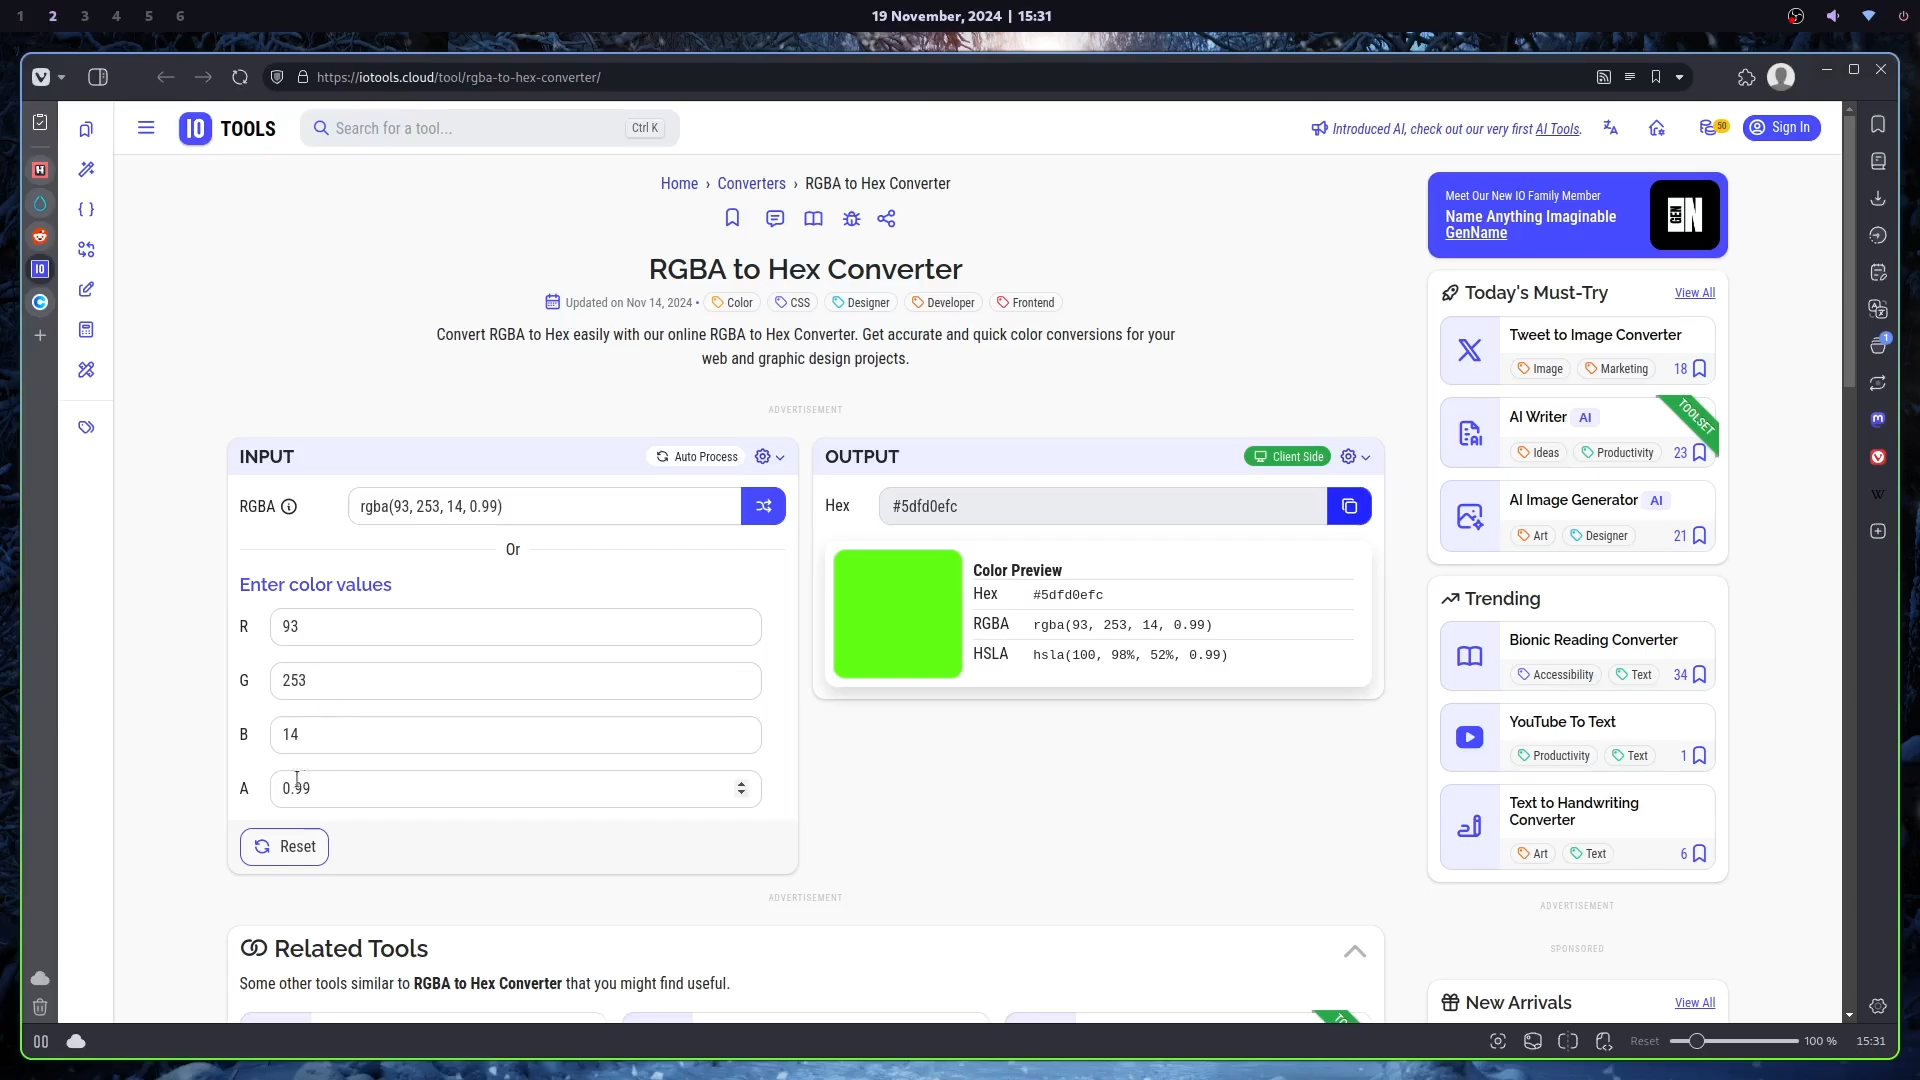 1 2 3 4 5 6
19 November, 2024 | 15:31
https://iotools.cloud/tool/rgba-to-hex-converter/
IO TOOLS
Search for a tool...
Ctrl K
Introduced AI, check out our very first AI Tools.
50
Sign In
Home › Converters › RGBA to Hex Converter
RGBA to Hex Converter
Updated on Nov 14, 2024 •
Color
CSS
Designer
Developer
Frontend
Convert RGBA to Hex easily with our online RGBA to Hex Converter. Get accurate and quick color conversions for your
web and graphic design projects.
ADVERTISEMENT
INPUT
Auto Process
RGBA
rgba(93, 253, 14, 0.99)
Or
Enter color values
R
93
G
253
B
14
A
0.99
Reset
OUTPUT
Client Side
Hex
#5dfd0efc
Color Preview
Hex #5dfd0efc
RGBA rgba(93, 253, 14, 0.99)
HSLA hsla(100, 98%, 52%, 0.99)
ADVERTISEMENT
Related Tools
Some other tools similar to RGBA to Hex Converter that you might find useful.
Meet Our New IO Family Member
Name Anything Imaginable
GenName
GEN
N
Today's Must-Try
View All
Tweet to Image Converter
Image
Marketing
18
AI Writer AI
TOOLSET
Ideas
Productivity
23
AI Image Generator AI
Art
Designer
21
Trending
Bionic Reading Converter
Accessibility
Text
34
YouTube To Text
Productivity
Text
1
Text to Handwriting
Converter
Art
Text
6
ADVERTISEMENT
SPONSORED
New Arrivals
View All
1
Reset
100 %
15:31